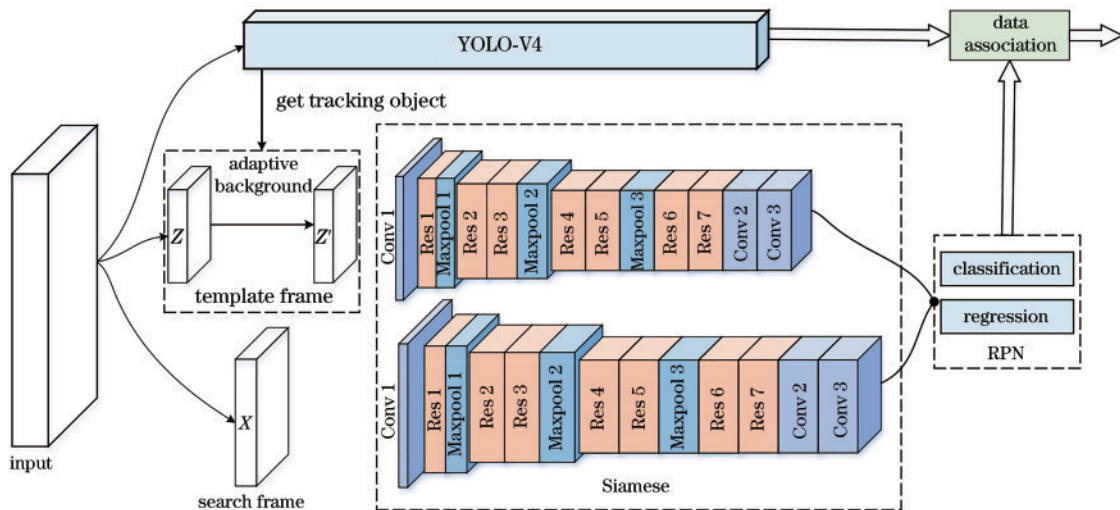 YOLO-V4
data
association
get tracking object
adaptive
background
Z
Z'
template frame
input
X
search frame
Conv 1
Res 1
Maxpool 1
Res 2
Res 3
Maxpool 2
Res 4
Res 5
Maxpool 3
Res 6
Res 7
Conv 2
Conv 3
Conv 1
Res 1
Maxpool 1
Res 2
Res 3
Maxpool 2
Res 4
Res 5
Maxpool 3
Res 6
Res 7
Conv 2
Conv 3
Siamese
classification
regression
RPN